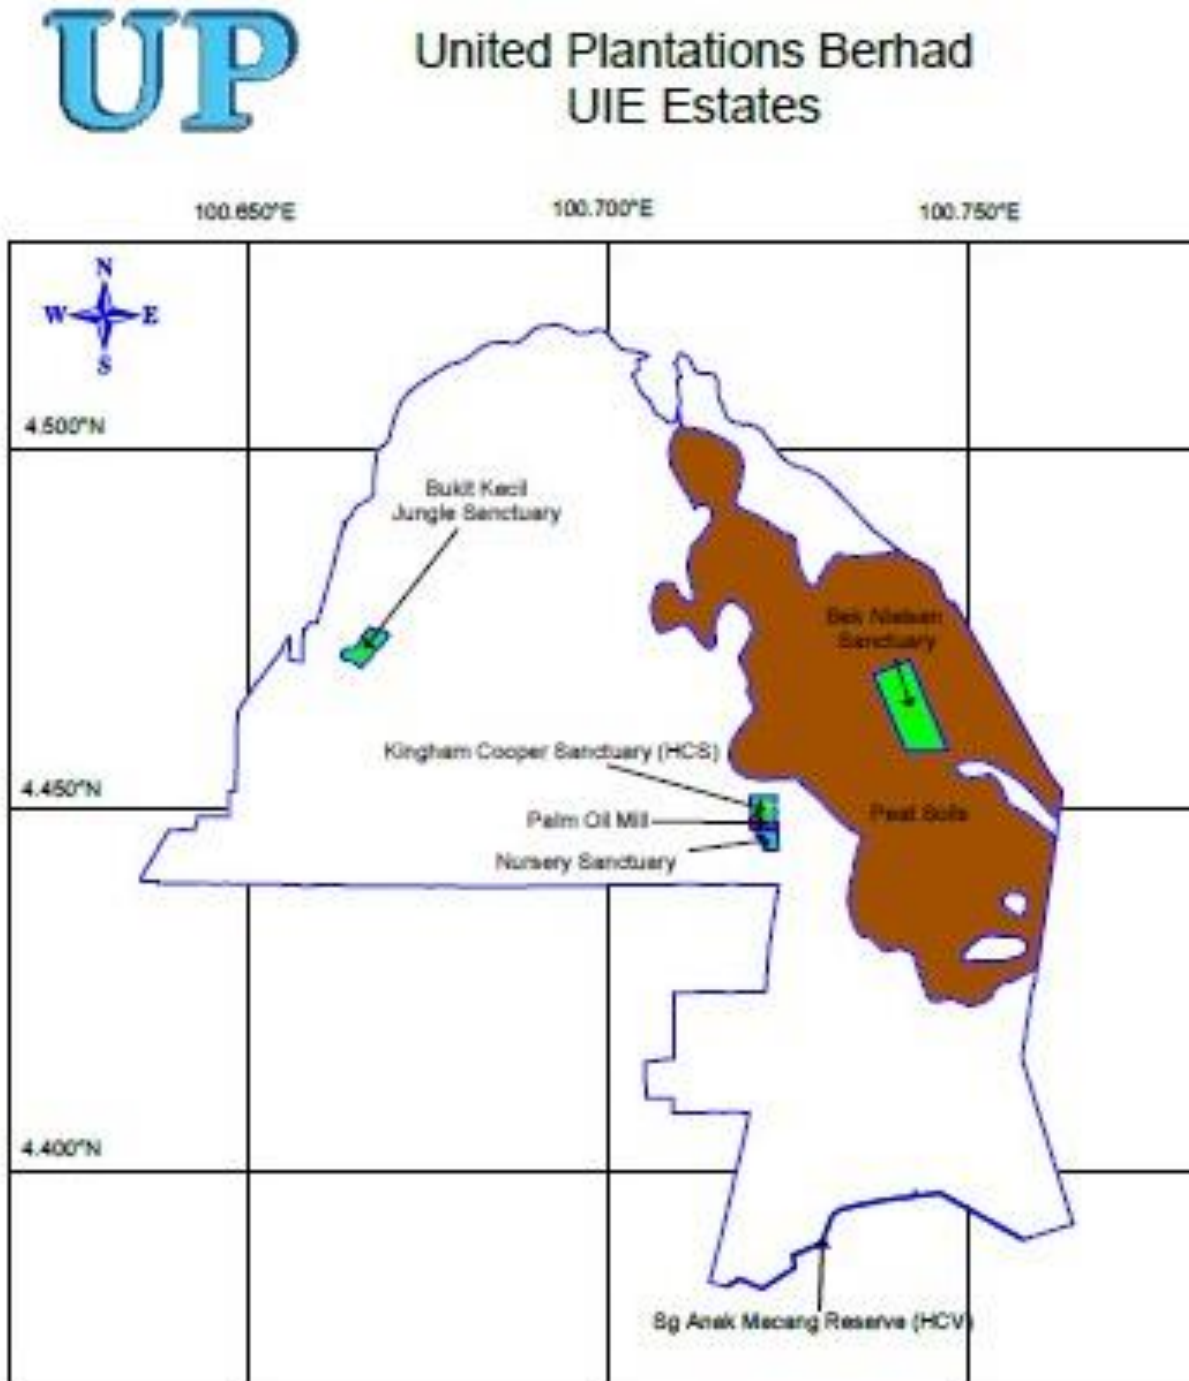 UP
United Plantations Berhad
UIE Estates
100.650°E
100.700°E
100.750°E
N
W
E
S
4.500°N
Bukit Kecil
Jungle Sanctuary
Bek Nielsen
Sanctuary
Kingham Cooper Sanctuary (HCS)
4.450°N
Palm Oil Mill
Peat Soils
Nursery Sanctuary
4.400°N
Sg Anak Macang Reserve (HCV)